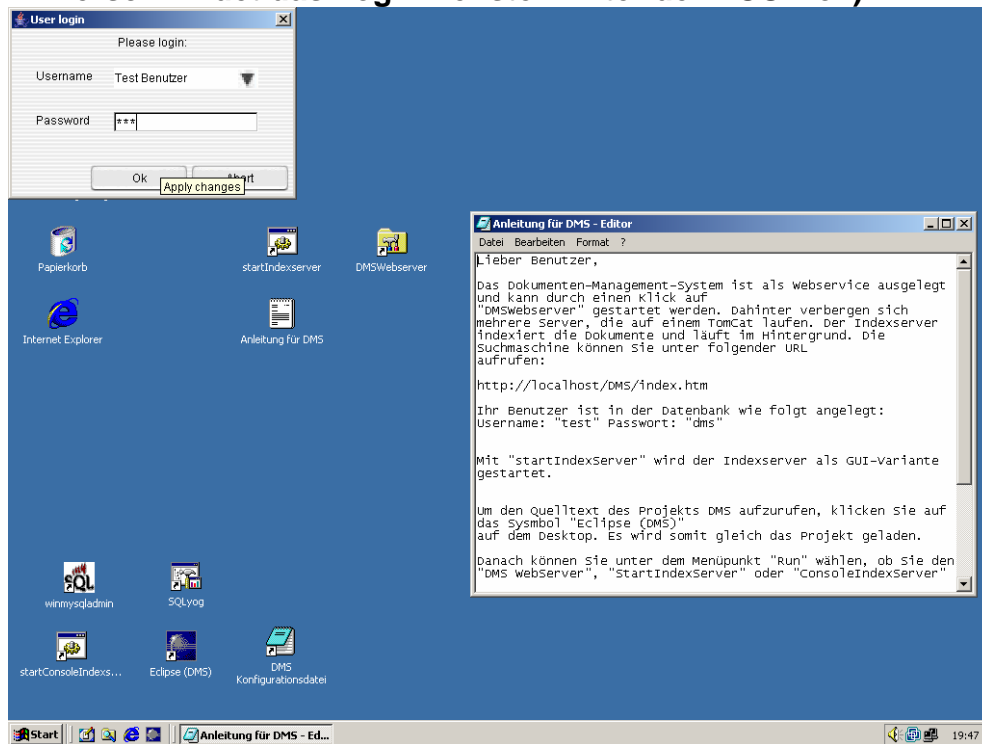 User login
Please login:
Username Test Benutzer
Password ***
Ok
Apply changes
Papierkorb
startIndexserver
DMSWebserver
Internet Explorer
Anleitung für DMS
Anleitung für DMS - Editor
Datei Bearbeiten Format ?
Lieber Benutzer,
Das Dokumenten-Management-System ist als Webservice ausgelegt
und kann durch einen Klick auf
"DMSWebserver" gestartet werden. Dahinter verbergen sich
mehrere Server, die auf einem TomCat laufen. Der Indexserver
indexiert die Dokumente und läuft im Hintergrund. Die
Suchmaschine können Sie unter folgender URL
aufrufen:
http://localhost/DMS/index.htm
Ihr Benutzer ist in der Datenbank wie folgt angelegt:
Username: "test" Passwort: "dms"
Mit "startIndexServer" wird der Indexserver als GUI-Variante
gestartet.
Um den Quelltext des Projekts DMS aufzurufen, klicken Sie auf
das Sysmbol "Eclipse (DMS)"
auf dem Desktop. Es wird somit gleich das Projekt geladen.
Danach können Sie unter dem Menüpunkt "Run" wählen, ob Sie den
"DMS WebServer", "StartIndexServer" oder "ConsoleIndexServer"
SQL
winmysqladmin
SQLyog
startConsoleIndexs...
Eclipse (DMS)
DMS
Konfigurationsdatei
Start
Anleitung für DMS - Ed...
19:47